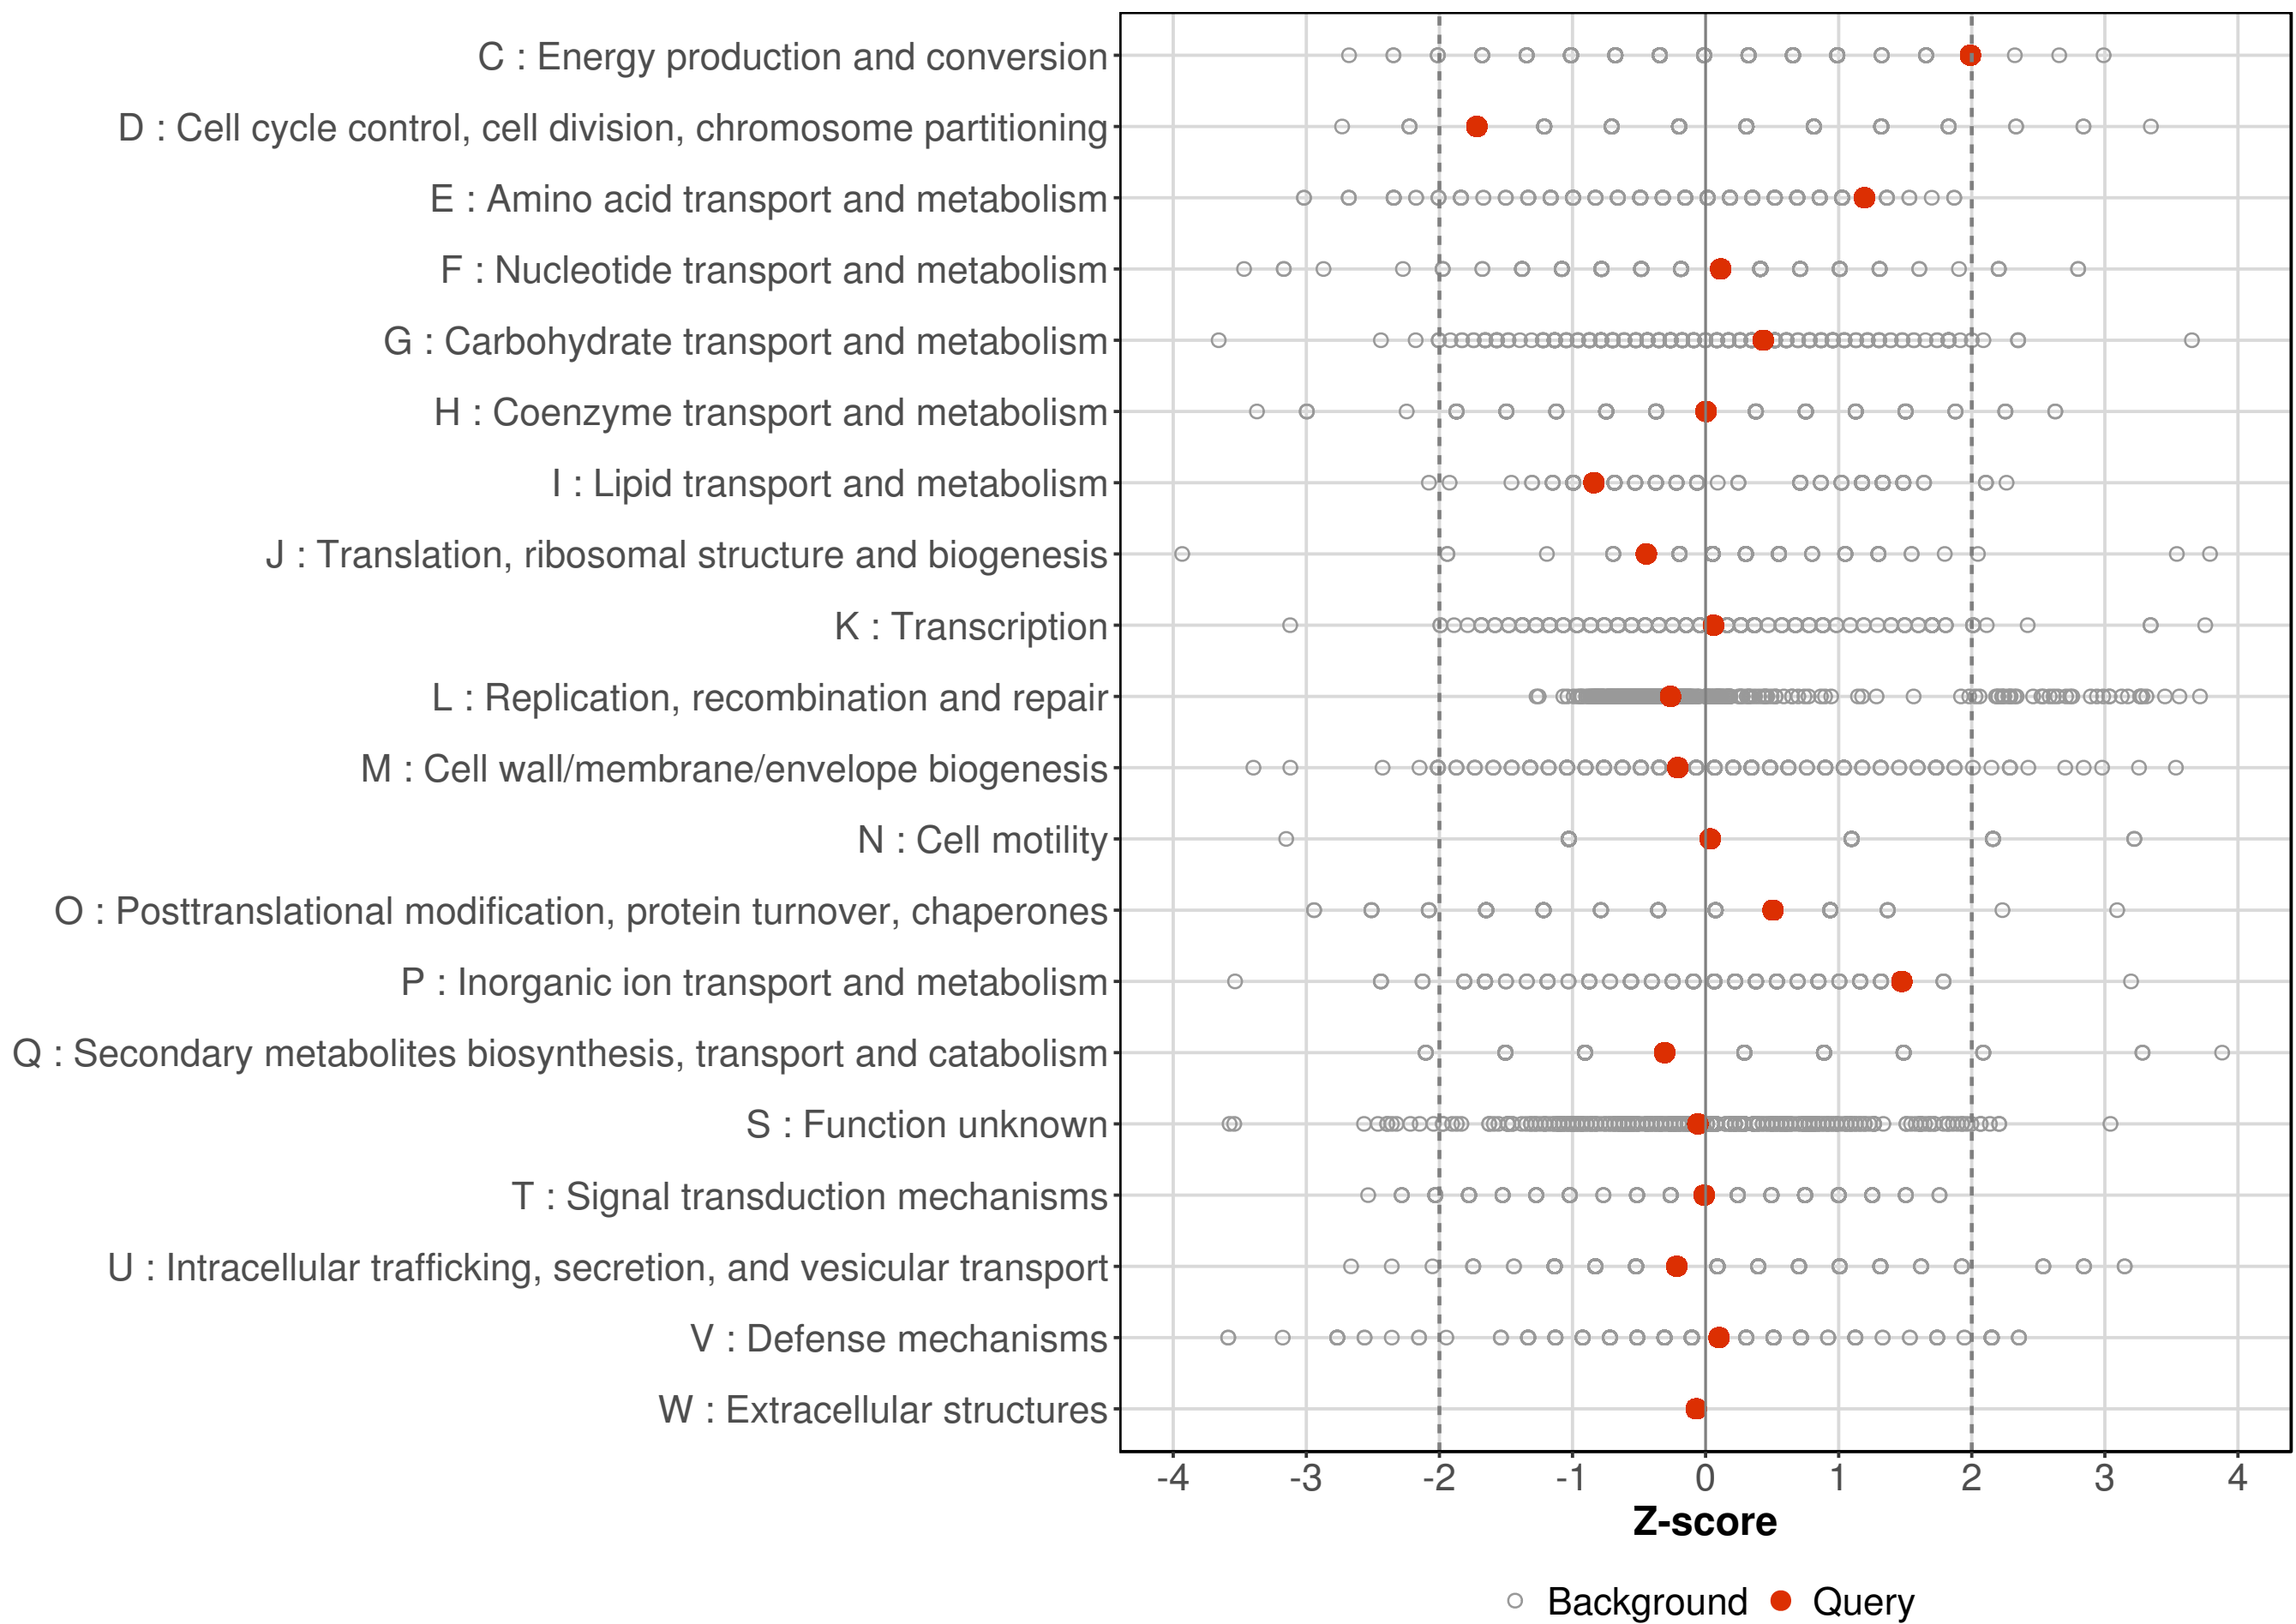 C : Energy production and conversion
D : Cell cycle control, cell division, chromosome partitioning
E : Amino acid transport and metabolism
F : Nucleotide transport and metabolism
G : Carbohydrate transport and metabolism
H : Coenzyme transport and metabolism
I : Lipid transport and metabolism
J : Translation, ribosomal structure and biogenesis
K : Transcription
L : Replication, recombination and repair
M : Cell wall/membrane/envelope biogenesis
N : Cell motility
O : Posttranslational modification, protein turnover, chaperones
P : Inorganic ion transport and metabolism
Q : Secondary metabolites biosynthesis, transport and catabolism
S : Function unknown
T : Signal transduction mechanisms
U : Intracellular trafficking, secretion, and vesicular transport
V : Defense mechanisms
W : Extracellular structures
-4 -3 -2 -1 0 1 2 3 4
Z-score
Background Query